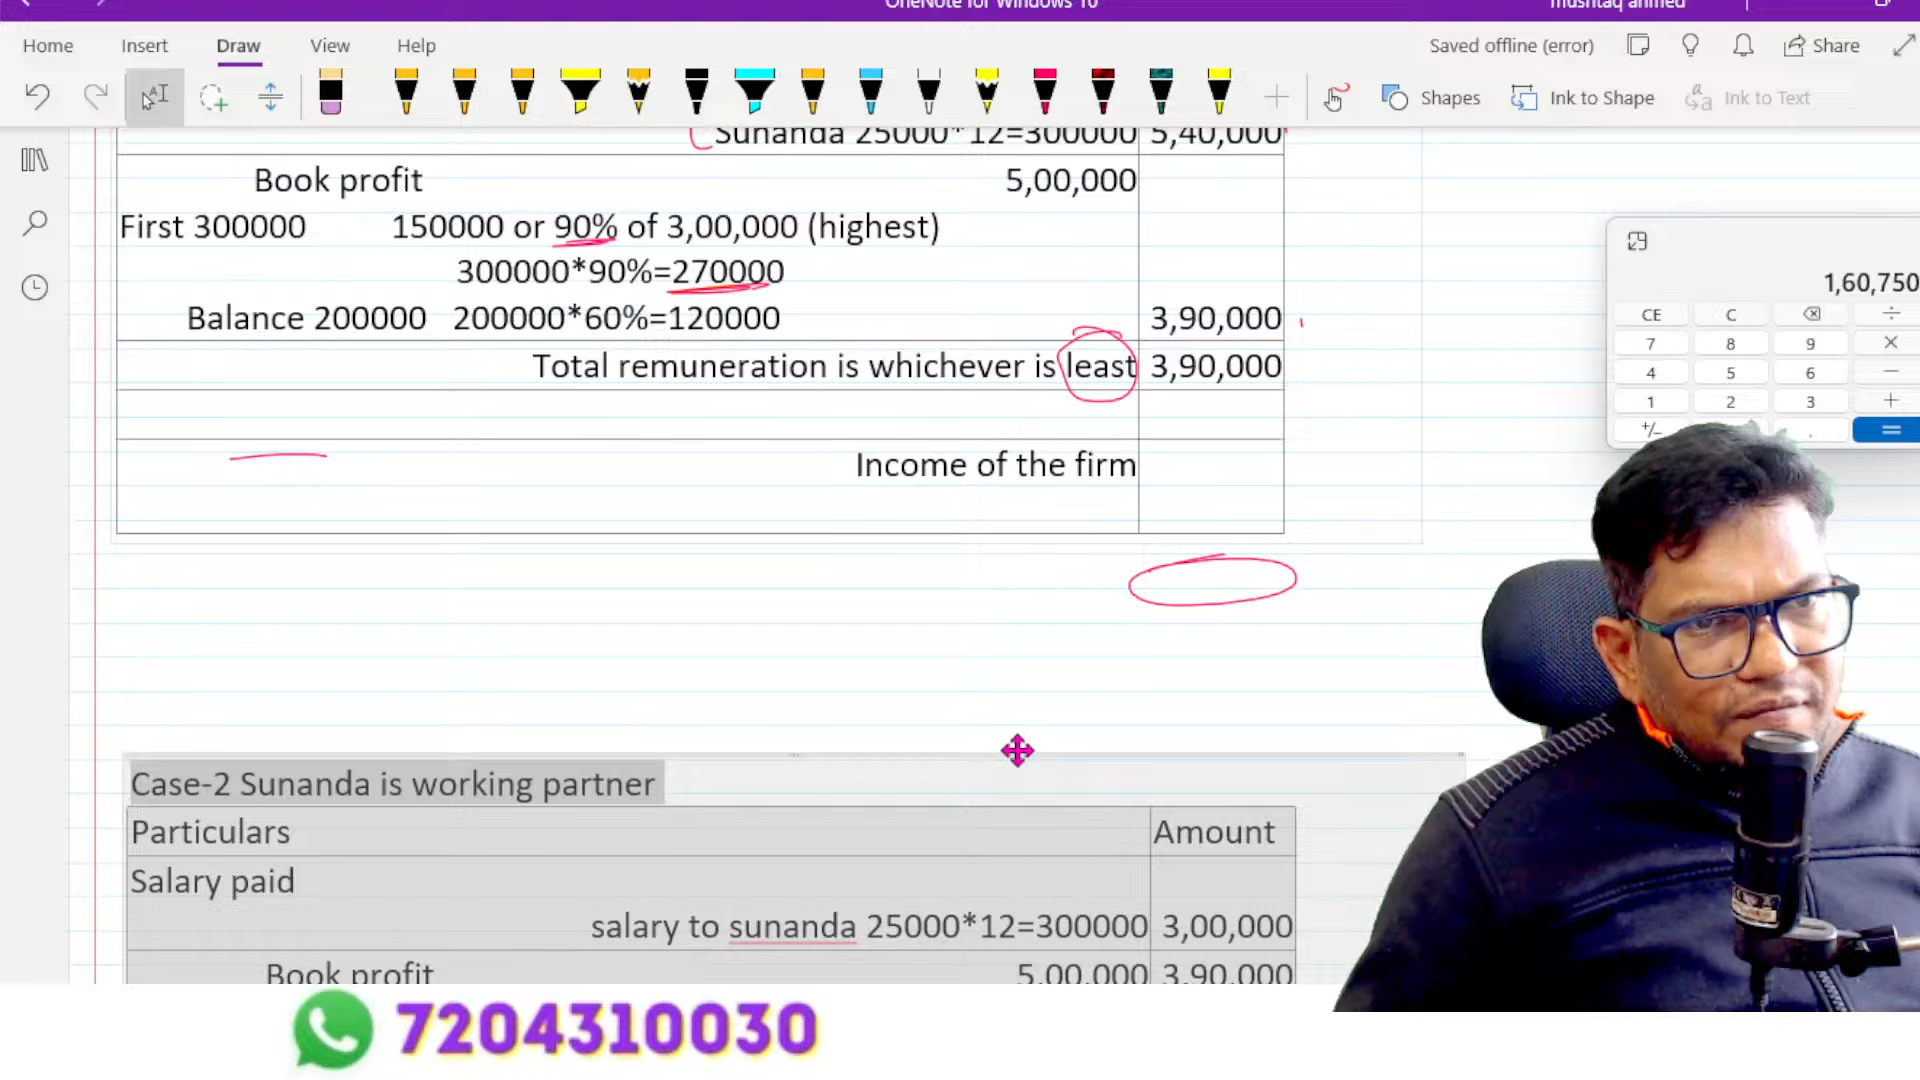 OneNote for Windows 10
mushtaq ahmed
Home
Insert
Draw
View
Help
Saved offline (error)
Share
Shapes
Ink to Shape
Ink to Text
Sunanda 25000*12=300000 5,40,000
Book profit 5,00,000
First 300000 150000 or 90% of 3,00,000 (highest)
300000*90%=270000
Balance 200000 200000*60%=120000 3,90,000
Total remuneration is whichever is least 3,90,000
Income of the firm
Case-2 Sunanda is working partner
Particulars Amount
Salary paid
salary to sunanda 25000*12=300000 3,00,000
Book profit 5,00,000 3,90,000
1,60,750
CE C ÷
7 8 9 ×
4 5 6 −
1 2 3 +
+/− . =
7204310030